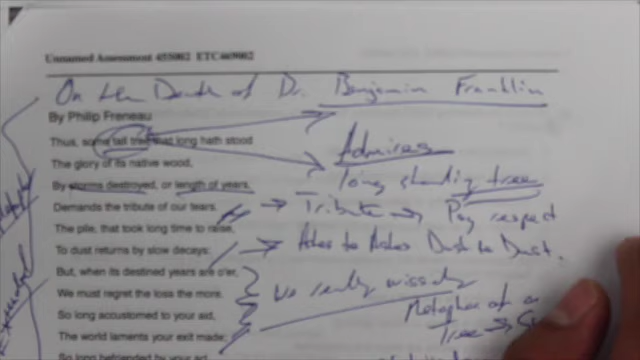 Unnamed Assessment 455002 ETC
On the Death of Dr. Benjamin Franklin
By Philip Freneau
Thus, some tall tree that long hath stood
Admires
The glory of its native wood,
long standing tree
By storms destroyed, or length of years,
Demands the tribute of our tears.
Tribute → Pay respect
The pile, that took long time to raise,
To dust returns by slow decays:
Ashes to Ashes Dust to Dust.
But, when its destined years are o'er,
We must regret the loss the more.
We really miss
So long accustomed to your aid,
Metaphor of a
The world laments your exit made;
Tree →
So long befriended by your